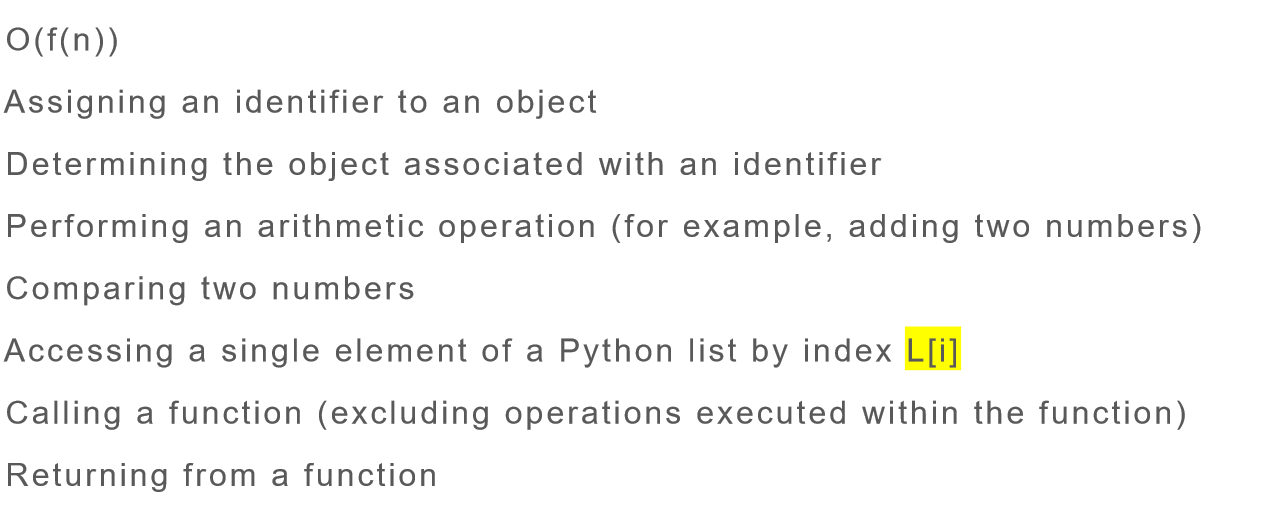 O(f(n))
Assigning an identifier to an object
Determining the object associated with an identifier
Performing an arithmetic operation (for example, adding two numbers)
Comparing two numbers
Accessing a single element of a Python list by index L[i]
Calling a function (excluding operations executed within the function)
Returning from a function